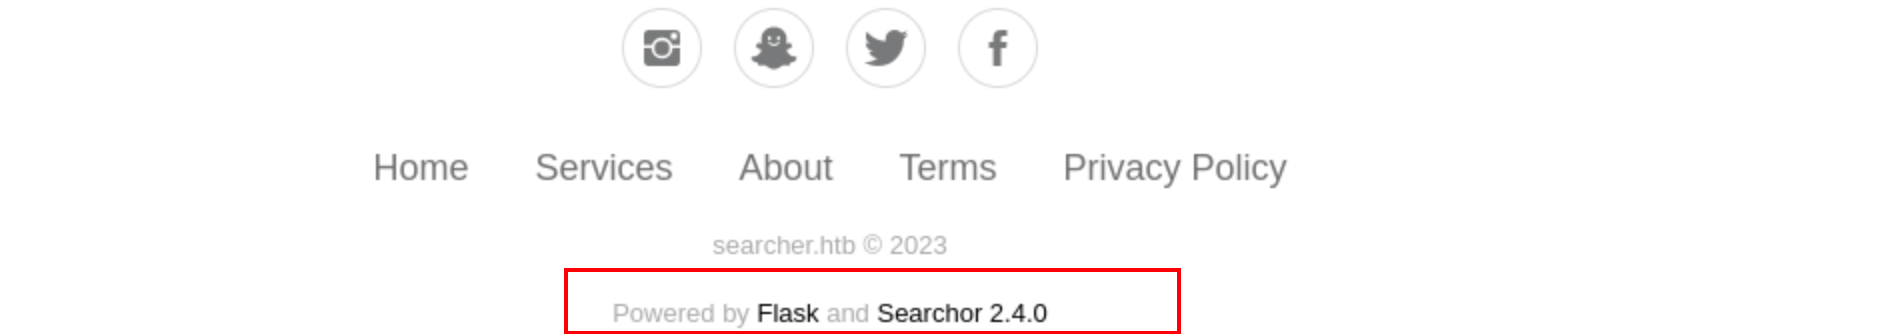 Home Services About Terms Privacy Policy
searcher.htb © 2023
Powered by Flask and Searchor 2.4.0